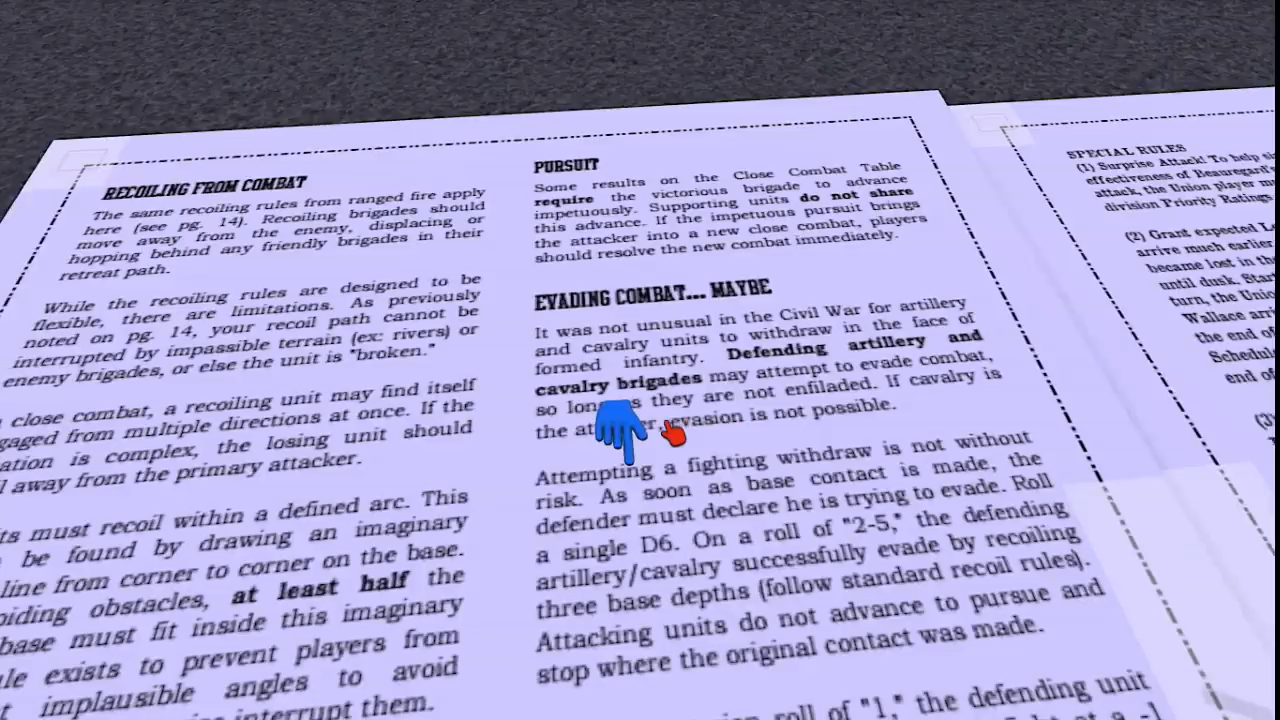 RECOILING FROM COMBAT
The same recoiling rules from ranged fire apply
here (see pg. 14). Recoiling brigades should
move away from the enemy, displacing or
hopping behind any friendly brigades in their
retreat path.
While the recoiling rules are designed to be
flexible, there are limitations. As previously
noted on pg. 14, your recoil path cannot be
interrupted by impassible terrain (ex: rivers) or
enemy brigades, or else the unit is "broken."
close combat, a recoiling unit may find itself
from multiple directions at once. If the
is complex, the losing unit should
away from the primary attacker.
must recoil within a defined arc. This
be found by drawing an imaginary
line from corner to corner on the base.
obstacles, at least half the
base must fit inside this imaginary
exists to prevent players from
implausible angles to avoid
interrupt them.
PURSUIT
Some results on the Close Combat Table
require the victorious brigade to advance
impetuously. Supporting units do not share
this advance. If the impetuous pursuit brings
the attacker into a new close combat, players
should resolve the new combat immediately.
EVADING COMBAT... MAYBE
It was not unusual in the Civil War for artillery
and cavalry units to withdraw in the face of
formed infantry. Defending artillery and
cavalry brigades may attempt to evade combat,
so long as they are not enfiladed. If cavalry is
the evasion is not possible.
Attempting a fighting withdraw is not without
risk. As soon as base contact is made, the
defender must declare he is trying to evade. Roll
a single D6. On a roll of "2-5," the defending
artillery/cavalry successfully evade by recoiling
three base depths (follow standard recoil rules).
Attacking units do not advance to pursue and
stop where the original contact was made.
roll of "1," the defending unit
at a -1
SPECIAL RULES
(1) Surprise Attack! To help
effectiveness of Beauregard's
attack, the Union player
division Priority Ratings
(2) Grant expected
arrive much earlier
became lost in the
until dusk.
turn, the
Wallace
the end of
end of